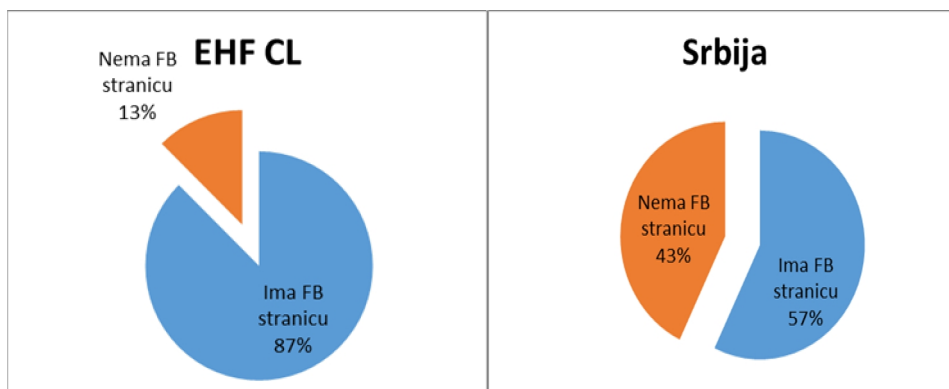 EHF CL
Nema FB
stranicu
13%
Ima FB
stranicu
87%
Srbija
Nema FB
stranicu
43%
Ima FB
stranicu
57%